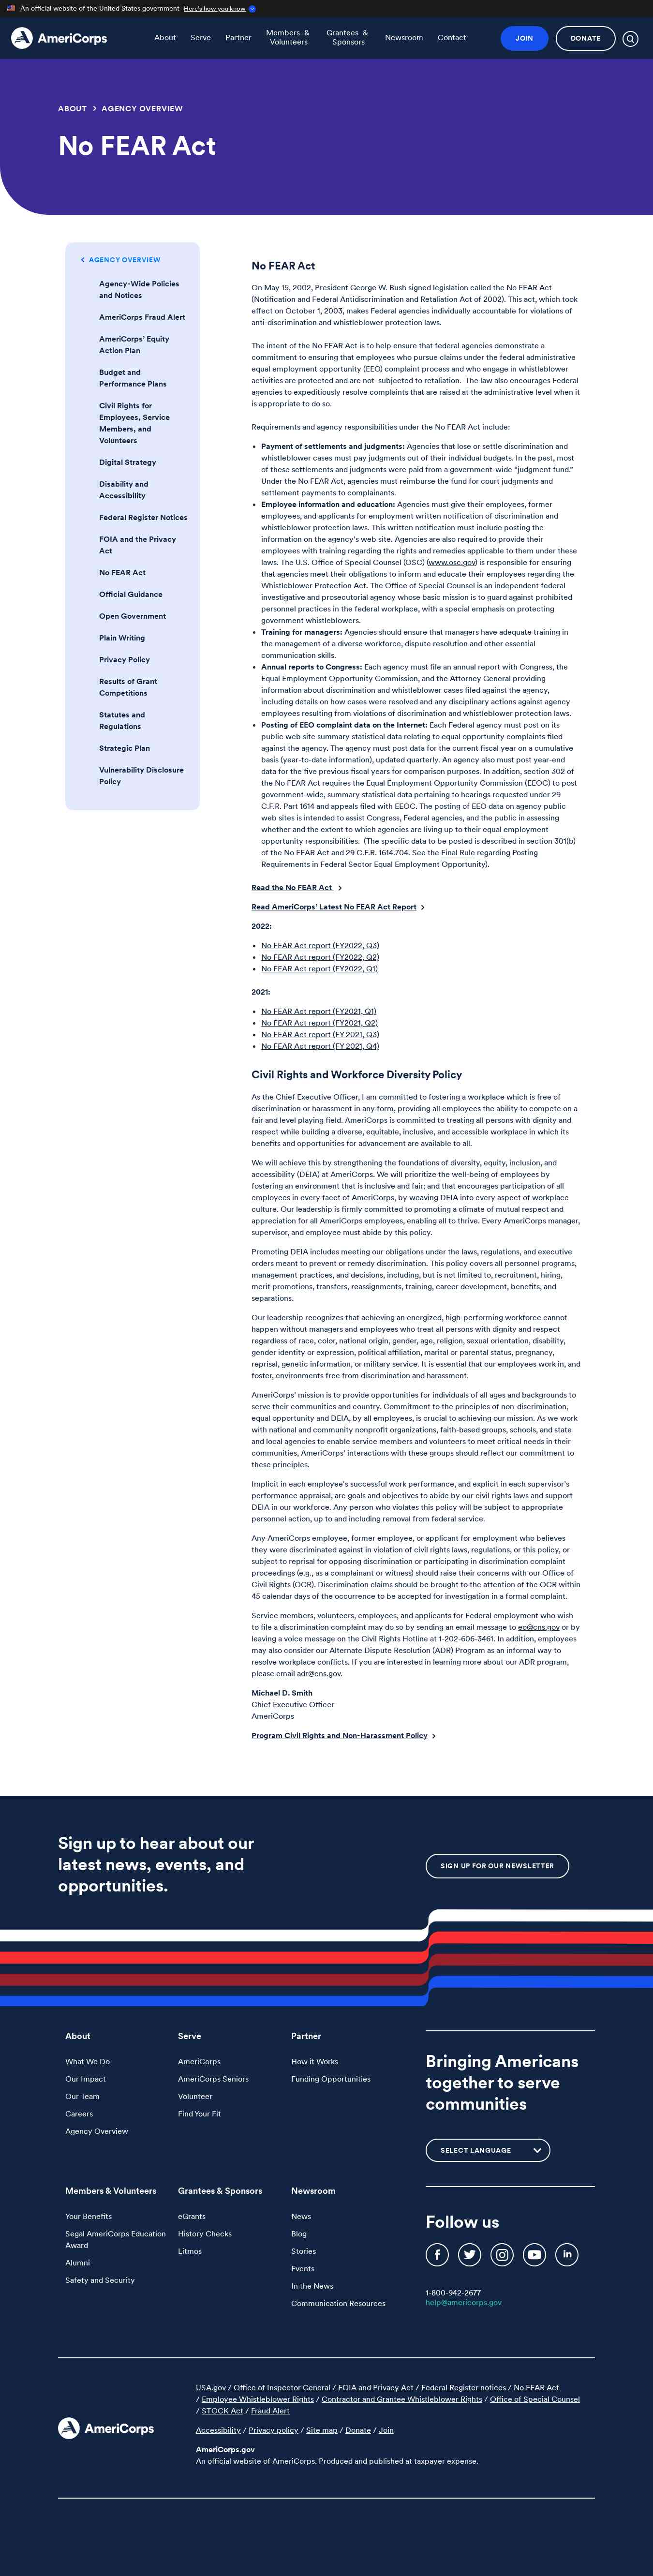 An official website of the United States government Here's how you know
AmeriCorps
About
Serve
Partner
Members &
Volunteers
Grantees &
Sponsors
Newsroom
Contact
JOIN
DONATE
ABOUT > AGENCY OVERVIEW
No FEAR Act
AGENCY OVERVIEW
Agency-Wide Policies
and Notices
AmeriCorps Fraud Alert
AmeriCorps' Equity
Action Plan
Budget and
Performance Plans
Civil Rights for
Employees, Service
Members, and
Volunteers
Digital Strategy
Disability and
Accessibility
Federal Register Notices
FOIA and the Privacy
Act
No FEAR Act
Official Guidance
Open Government
Plain Writing
Privacy Policy
Results of Grant
Competitions
Statutes and
Regulations
Strategic Plan
Vulnerability Disclosure
Policy
No FEAR Act
On May 15, 2002, President George W. Bush signed legislation called the No FEAR Act
(Notification and Federal Antidiscrimination and Retaliation Act of 2002). This act, which took
effect on October 1, 2003, makes Federal agencies individually accountable for violations of
anti-discrimination and whistleblower protection laws.
The intent of the No FEAR Act is to help ensure that federal agencies demonstrate a
commitment to ensuring that employees who pursue claims under the federal administrative
equal employment opportunity (EEO) complaint process and who engage in whistleblower
activities are protected and are not subjected to retaliation. The law also encourages Federal
agencies to expeditiously resolve complaints that are raised at the administrative level when it
is appropriate to do so.
Requirements and agency responsibilities under the No FEAR Act include:
• Payment of settlements and judgments: Agencies that lose or settle discrimination and
whistleblower cases must pay judgments out of their individual budgets. In the past, most
of these settlements and judgments were paid from a government-wide “judgment fund.”
Under the No FEAR Act, agencies must reimburse the fund for court judgments and
settlement payments to complainants.
• Employee information and education: Agencies must give their employees, former
employees, and applicants for employment written notification of discrimination and
whistleblower protection laws. This written notification must include posting the
information on the agency's web site. Agencies are also required to provide their
employees with training regarding the rights and remedies applicable to them under these
laws. The U.S. Office of Special Counsel (OSC) (www.osc.gov) is responsible for ensuring
that agencies meet their obligations to inform and educate their employees regarding the
Whistleblower Protection Act. The Office of Special Counsel is an independent federal
investigative and prosecutorial agency whose basic mission is to guard against prohibited
personnel practices in the federal workplace, with a special emphasis on protecting
government whistleblowers.
• Training for managers: Agencies should ensure that managers have adequate training in
the management of a diverse workforce, dispute resolution and other essential
communication skills.
• Annual reports to Congress: Each agency must file an annual report with Congress, the
Equal Employment Opportunity Commission, and the Attorney General providing
information about discrimination and whistleblower cases filed against the agency,
including details on how cases were resolved and any disciplinary actions against agency
employees resulting from violations of discrimination and whistleblower protection laws.
• Posting of EEO complaint data on the Internet: Each Federal agency must post on its
public web site summary statistical data relating to equal opportunity complaints filed
against the agency. The agency must post data for the current fiscal year on a cumulative
basis (year-to-date information), updated quarterly. An agency also must post year-end
data for the five previous fiscal years for comparison purposes. In addition, section 302 of
the No FEAR Act requires the Equal Employment Opportunity Commission (EEOC) to post
government-wide, summary statistical data pertaining to hearings requested under 29
C.F.R. Part 1614 and appeals filed with EEOC. The posting of EEO data on agency public
web sites is intended to assist Congress, Federal agencies, and the public in assessing
whether and the extent to which agencies are living up to their equal employment
opportunity responsibilities. (The specific data to be posted is described in section 301(b)
of the No FEAR Act and 29 C.F.R. 1614.704. See the Final Rule regarding Posting
Requirements in Federal Sector Equal Employment Opportunity).
Read the No FEAR Act >
Read AmeriCorps' Latest No FEAR Act Report >
2022:
• No FEAR Act report (FY2022, Q3)
• No FEAR Act report (FY2022, Q2)
• No FEAR Act report (FY2022, Q1)
2021:
• No FEAR Act report (FY2021, Q1)
• No FEAR Act report (FY2021, Q2)
• No FEAR Act report (FY 2021, Q3)
• No FEAR Act report (FY 2021, Q4)
Civil Rights and Workforce Diversity Policy
As the Chief Executive Officer, I am committed to fostering a workplace which is free of
discrimination or harassment in any form, providing all employees the ability to compete on a
fair and level playing field. AmeriCorps is committed to treating all persons with dignity and
respect while building a diverse, equitable, inclusive, and accessible workplace in which its
benefits and opportunities for advancement are available to all.
We will achieve this by strengthening the foundations of diversity, equity, inclusion, and
accessibility (DEIA) at AmeriCorps. We will prioritize the well-being of employees by
fostering an environment that is inclusive and fair; and that encourages participation of all
employees in every facet of AmeriCorps, by weaving DEIA into every aspect of workplace
culture. Our leadership is firmly committed to promoting a climate of mutual respect and
appreciation for all AmeriCorps employees, enabling all to thrive. Every AmeriCorps manager,
supervisor, and employee must abide by this policy.
Promoting DEIA includes meeting our obligations under the laws, regulations, and executive
orders meant to prevent or remedy discrimination. This policy covers all personnel programs,
management practices, and decisions, including, but is not limited to, recruitment, hiring,
merit promotions, transfers, reassignments, training, career development, benefits, and
separations.
Our leadership recognizes that achieving an energized, high-performing workforce cannot
happen without managers and employees who treat all persons with dignity and respect
regardless of race, color, national origin, gender, age, religion, sexual orientation, disability,
gender identity or expression, political affiliation, marital or parental status, pregnancy,
reprisal, genetic information, or military service. It is essential that our employees work in, and
foster, environments free from discrimination and harassment.
AmeriCorps' mission is to provide opportunities for individuals of all ages and backgrounds to
serve their communities and country. Commitment to the principles of non-discrimination,
equal opportunity and DEIA, by all employees, is crucial to achieving our mission. As we work
with national and community nonprofit organizations, faith-based groups, schools, and state
and local agencies to enable service members and volunteers to meet critical needs in their
communities, AmeriCorps' interactions with these groups should reflect our commitment to
these principles.
Implicit in each employee's successful work performance, and explicit in each supervisor's
performance appraisal, are goals and objectives to abide by our civil rights laws and support
DEIA in our workforce. Any person who violates this policy will be subject to appropriate
personnel action, up to and including removal from federal service.
Any AmeriCorps employee, former employee, or applicant for employment who believes
they were discriminated against in violation of civil rights laws, regulations, or this policy, or
subject to reprisal for opposing discrimination or participating in discrimination complaint
proceedings (e.g., as a complainant or witness) should raise their concerns with our Office of
Civil Rights (OCR). Discrimination claims should be brought to the attention of the OCR within
45 calendar days of the occurrence to be accepted for investigation in a formal complaint.
Service members, volunteers, employees, and applicants for Federal employment who wish
to file a discrimination complaint may do so by sending an email message to eo@cns.gov or by
leaving a voice message on the Civil Rights Hotline at 1-202-606-3461. In addition, employees
may also consider our Alternate Dispute Resolution (ADR) Program as an informal way to
resolve workplace conflicts. If you are interested in learning more about our ADR program,
please email adr@cns.gov.
Michael D. Smith
Chief Executive Officer
AmeriCorps
Program Civil Rights and Non-Harassment Policy >
Sign up to hear about our
latest news, events, and
opportunities.
SIGN UP FOR OUR NEWSLETTER
About
What We Do
Our Impact
Our Team
Careers
Agency Overview
Serve
AmeriCorps
AmeriCorps Seniors
Volunteer
Find Your Fit
Partner
How it Works
Funding Opportunities
Bringing Americans
together to serve
communities
SELECT LANGUAGE
Members & Volunteers
Your Benefits
Segal AmeriCorps Education
Award
Alumni
Safety and Security
Grantees & Sponsors
eGrants
History Checks
Litmos
Newsroom
News
Blog
Stories
Events
In the News
Communication Resources
Follow us
1-800-942-2677
help@americorps.gov
AmeriCorps
USA.gov / Office of Inspector General / FOIA and Privacy Act / Federal Register notices / No FEAR Act
/ Employee Whistleblower Rights / Contractor and Grantee Whistleblower Rights / Office of Special Counsel
/ STOCK Act / Fraud Alert
Accessibility / Privacy policy / Site map / Donate / Join
AmeriCorps.gov
An official website of AmeriCorps. Produced and published at taxpayer expense.